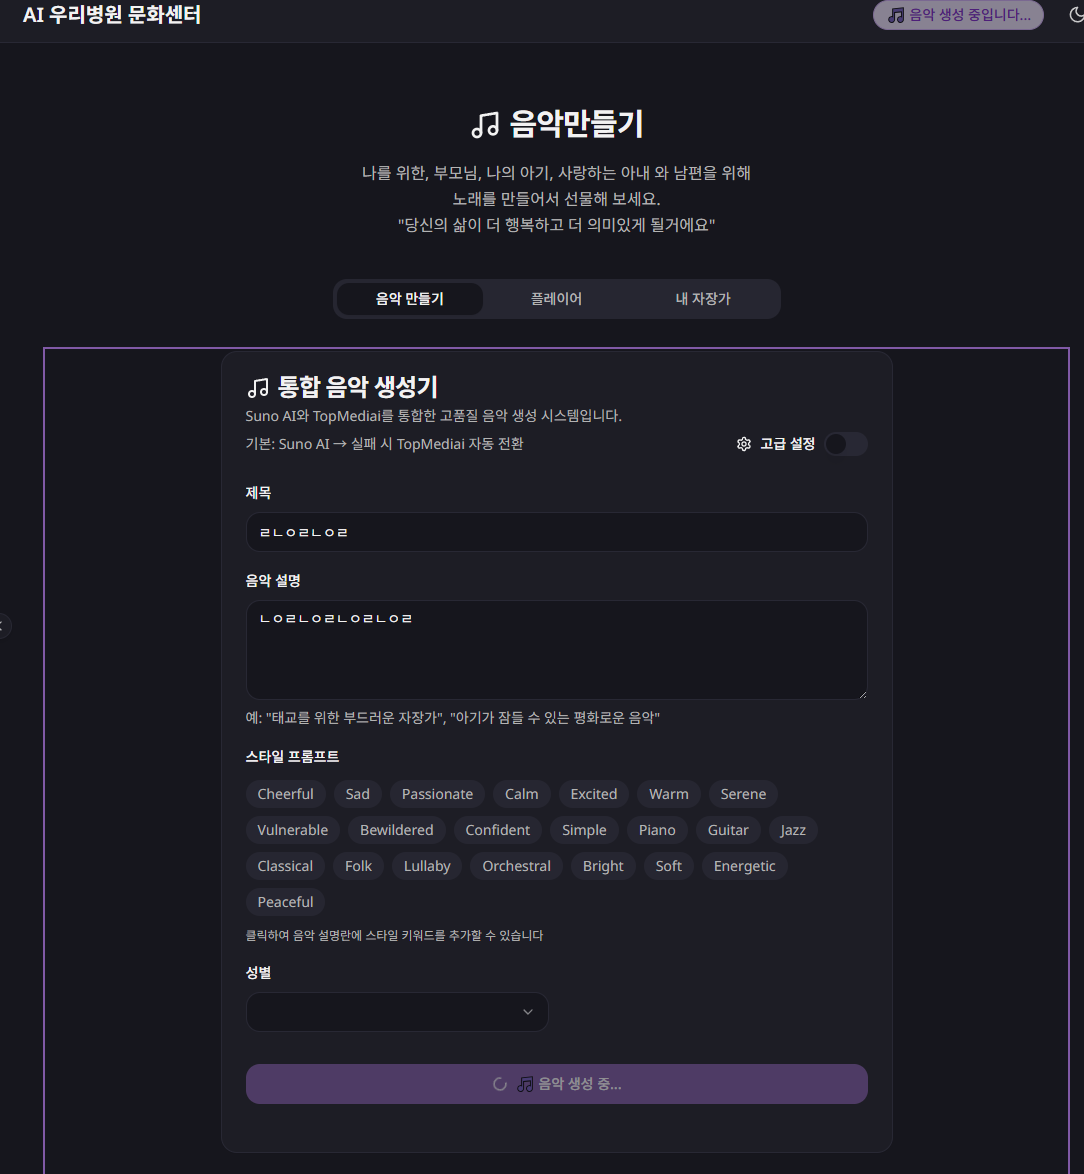 AI 우리병원 문화센터
음악 생성 중입니다...
음악만들기
나를 위한, 부모님, 나의 아기, 사랑하는 아내 와 남편을 위해
노래를 만들어서 선물해 보세요.
"당신의 삶이 더 행복하고 더 의미있게 될거에요"
음악 만들기 플레이어 내 자장가
통합 음악 생성기
Suno AI와 TopMediai를 통합한 고품질 음악 생성 시스템입니다.
기본: Suno AI → 실패 시 TopMediai 자동 전환
고급 설정
제목
ㄹㄴㅇㄹㄴㅇㄹ
음악 설명
ㄴㅇㄹㄴㅇㄹㄴㅇㄹㄴㅇㄹ
예: "태교를 위한 부드러운 자장가", "아기가 잠들 수 있는 평화로운 음악"
스타일 프롬프트
Cheerful Sad Passionate Calm Excited Warm Serene
Vulnerable Bewildered Confident Simple Piano Guitar Jazz
Classical Folk Lullaby Orchestral Bright Soft Energetic
Peaceful
클릭하여 음악 설명란에 스타일 키워드를 추가할 수 있습니다
성별
음악 생성 중...